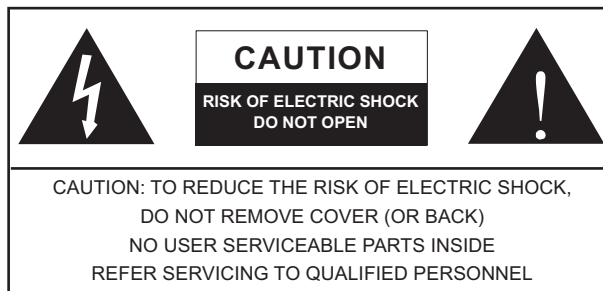 CAUTION
RISK OF ELECTRIC SHOCK
DO NOT OPEN
!
CAUTION: TO REDUCE THE RISK OF ELECTRIC SHOCK,
DO NOT REMOVE COVER (OR BACK)
NO USER SERVICEABLE PARTS INSIDE
REFER SERVICING TO QUALIFIED PERSONNEL